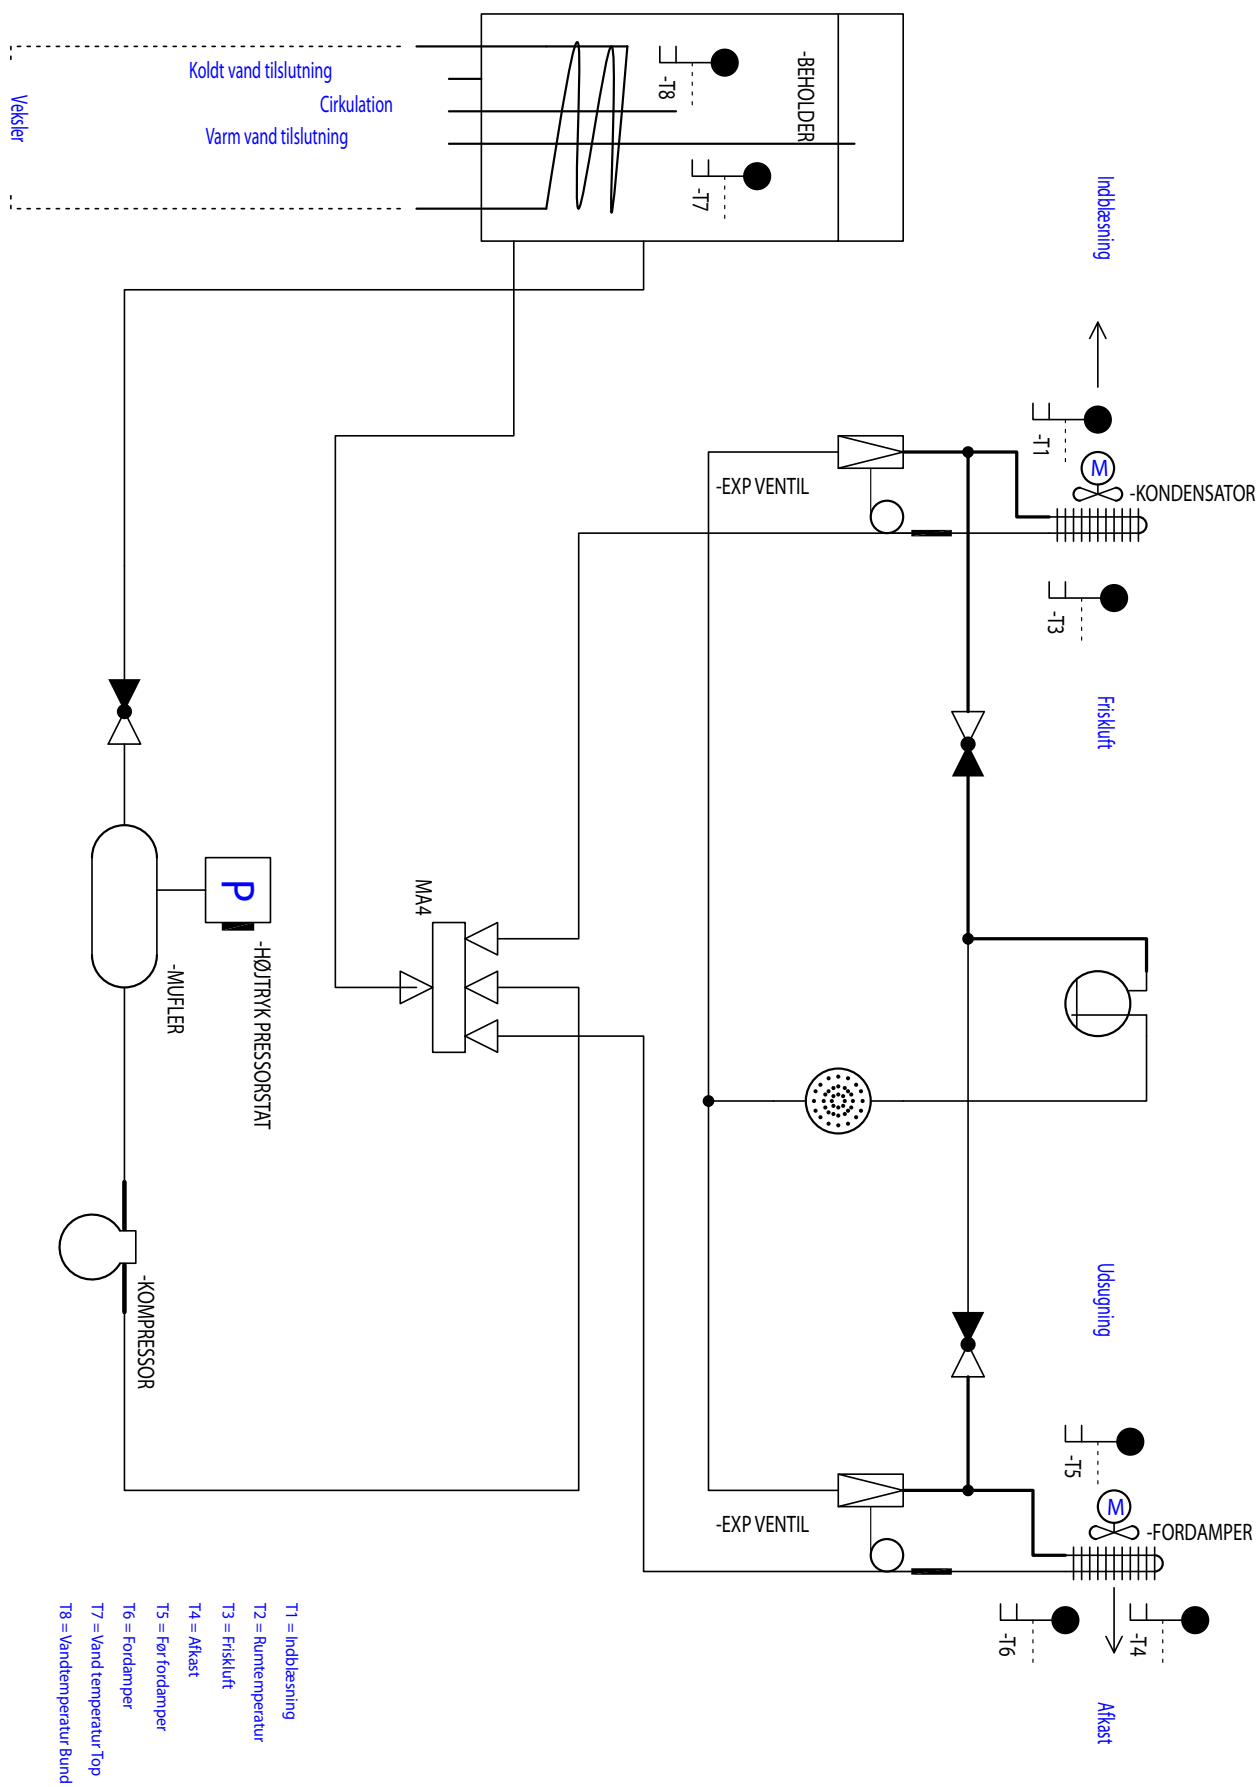 Koldt vand tilslutning
Cirkulation
Varm vand tilslutning
Veksler
-T8
-T7
-BEHOLDER
Indblæsning
-T1
M
-KONDENSATOR
-EXP VENTIL
-T3
Friskluft
P
-HØJTRYK PRESSORSTAT
-MUFLER
MA4
-KOMPRESSOR
Udsugning
-T5
M
-FORDAMPER
-EXP VENTIL
-T6
-T4
Afkast
T1 = Indblæsning
T2 = Rumtemperatur
T3 = Friskluft
T4 = Afkast
T5 = Før fordamper
T6 = Fordamper
T7 = Vand temperatur Top
T8 = Vandtemperatur Bund